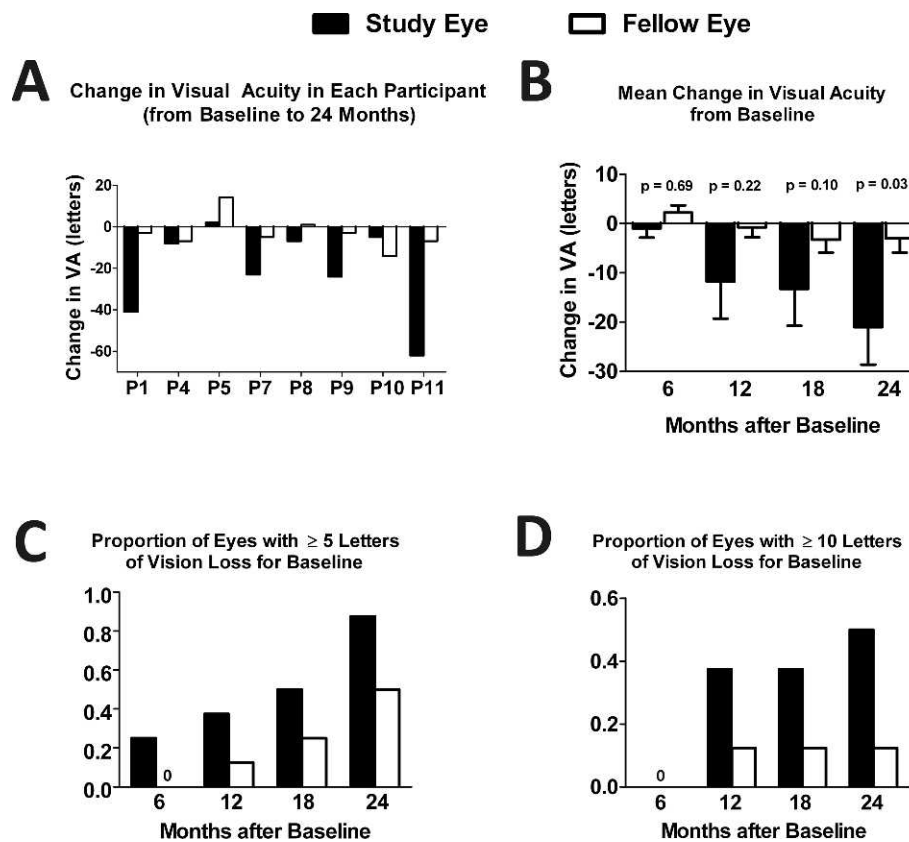 Study Eye
Fellow Eye
A
Change in Visual Acuity in Each Participant
(from Baseline to 24 Months)
Change in VA (letters)
20
0
-20
-40
-60
P1 P4 P5 P7 P8 P9 P10 P11
B
Mean Change in Visual Acuity
from Baseline
Change in VA (letters)
10
0
-10
-20
-30
p = 0.69 p = 0.22 p = 0.10 p = 0.03
6 12 18 24
Months after Baseline
C
Proportion of Eyes with ≥ 5 Letters
of Vision Loss for Baseline
1.0
0.8
0.6
0.4
0.2
0.0
0
6 12 18 24
Months after Baseline
D
Proportion of Eyes with ≥ 10 Letters
of Vision Loss for Baseline
0.6
0.4
0.2
0.0
0
6 12 18 24
Months after Baseline